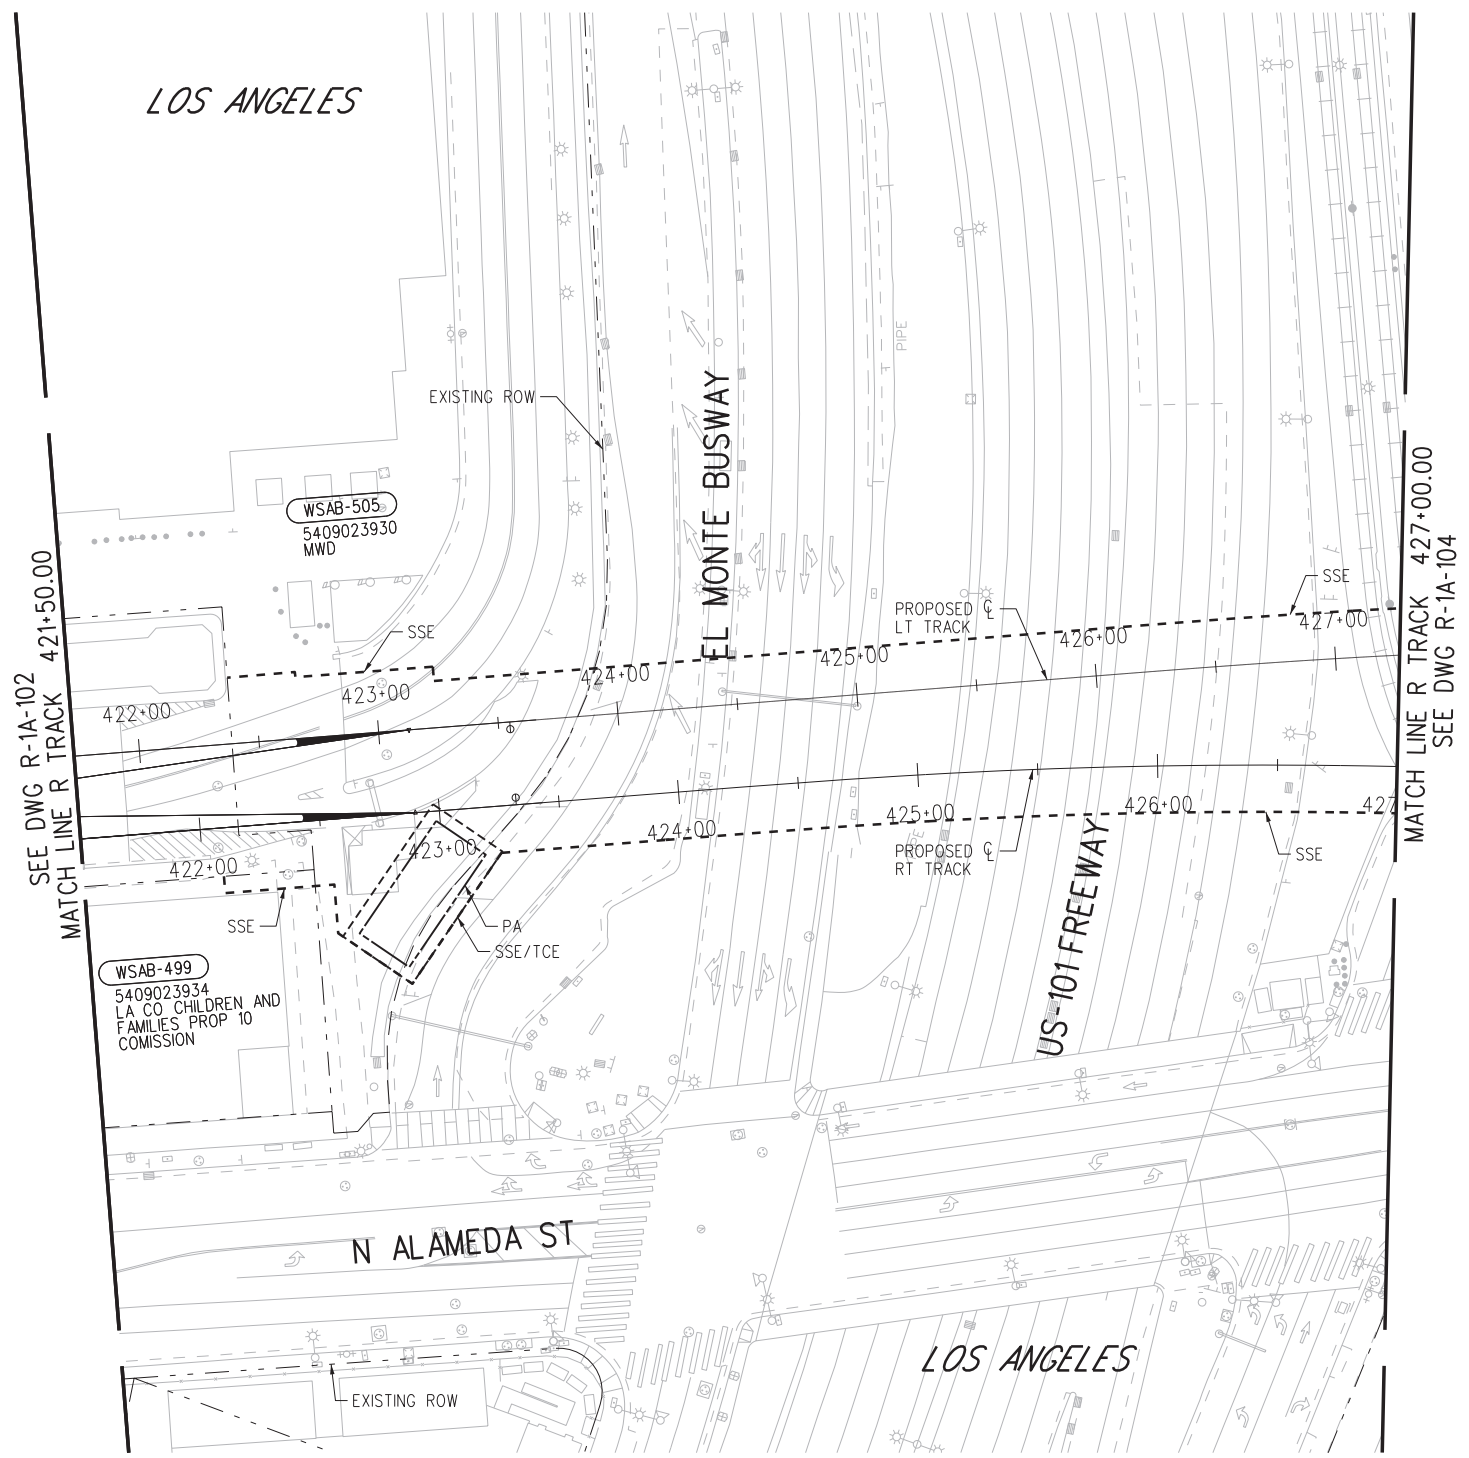 LOS ANGELES
EXISTING ROW
EL MONTE BUSWAY
PIPE
WSAB-505
5409023930
MWD
SSE
SSE
PROPOSED ℄
LT TRACK
422+00
423+00
424+00
425+00
426+00
427+00
SEE DWG R-1A-102
MATCH LINE R TRACK 421+50.00
MATCH LINE R TRACK 427+00.00
SEE DWG R-1A-104
422+00
423+00
424+00
425+00
426+00
427
PROPOSED ℄
RT TRACK
SSE
SSE
PA
SSE/TCE
US-101 FREEWAY
WSAB-499
5409023934
LA CO CHILDREN AND
FAMILIES PROP 10
COMISSION
N ALAMEDA ST
EXISTING ROW
LOS ANGELES